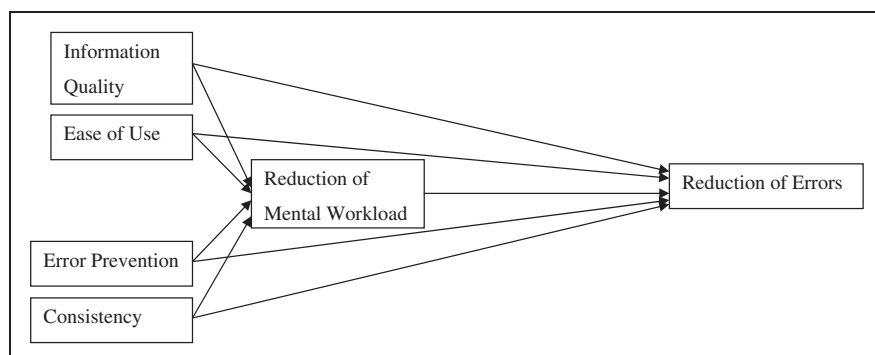 Information
Quality
Ease of Use
Reduction of
Mental Workload
Reduction of Errors
Error Prevention
Consistency